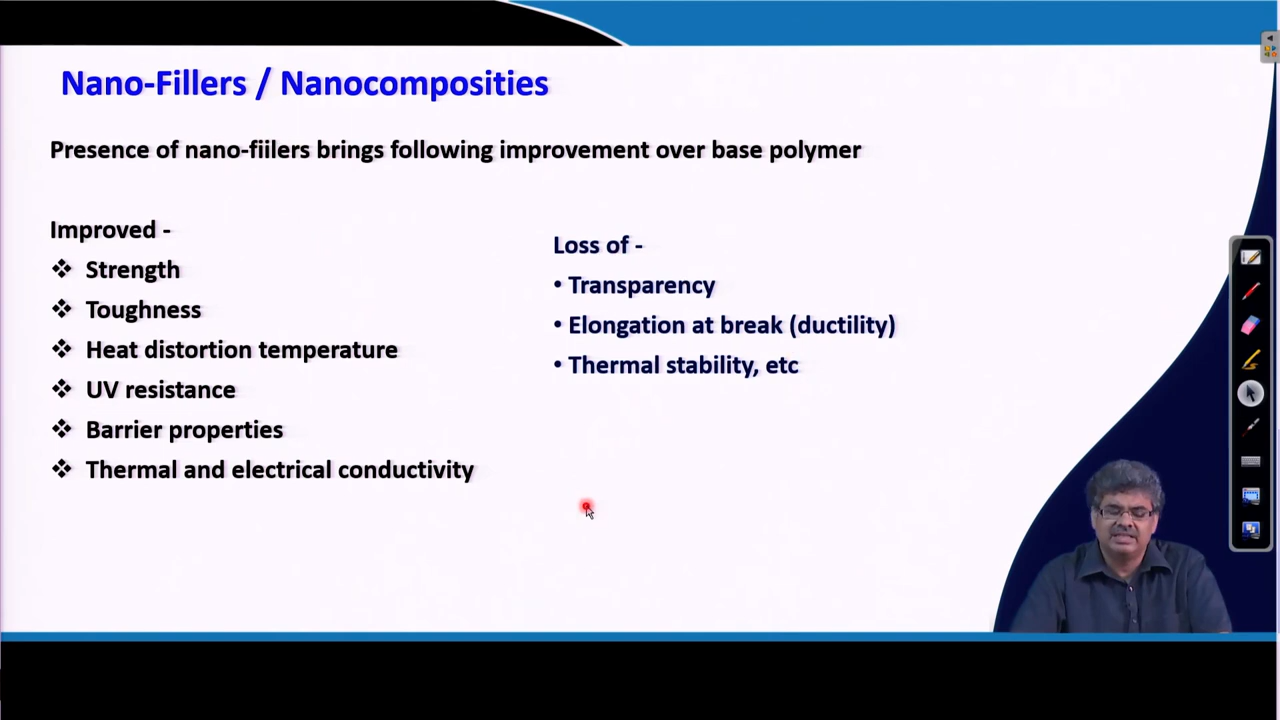 Nano-Fillers / Nanocomposities
Presence of nano-fiilers brings following improvement over base polymer
Improved -
❖ Strength
❖ Toughness
❖ Heat distortion temperature
❖ UV resistance
❖ Barrier properties
❖ Thermal and electrical conductivity
Loss of -
• Transparency
• Elongation at break (ductility)
• Thermal stability, etc